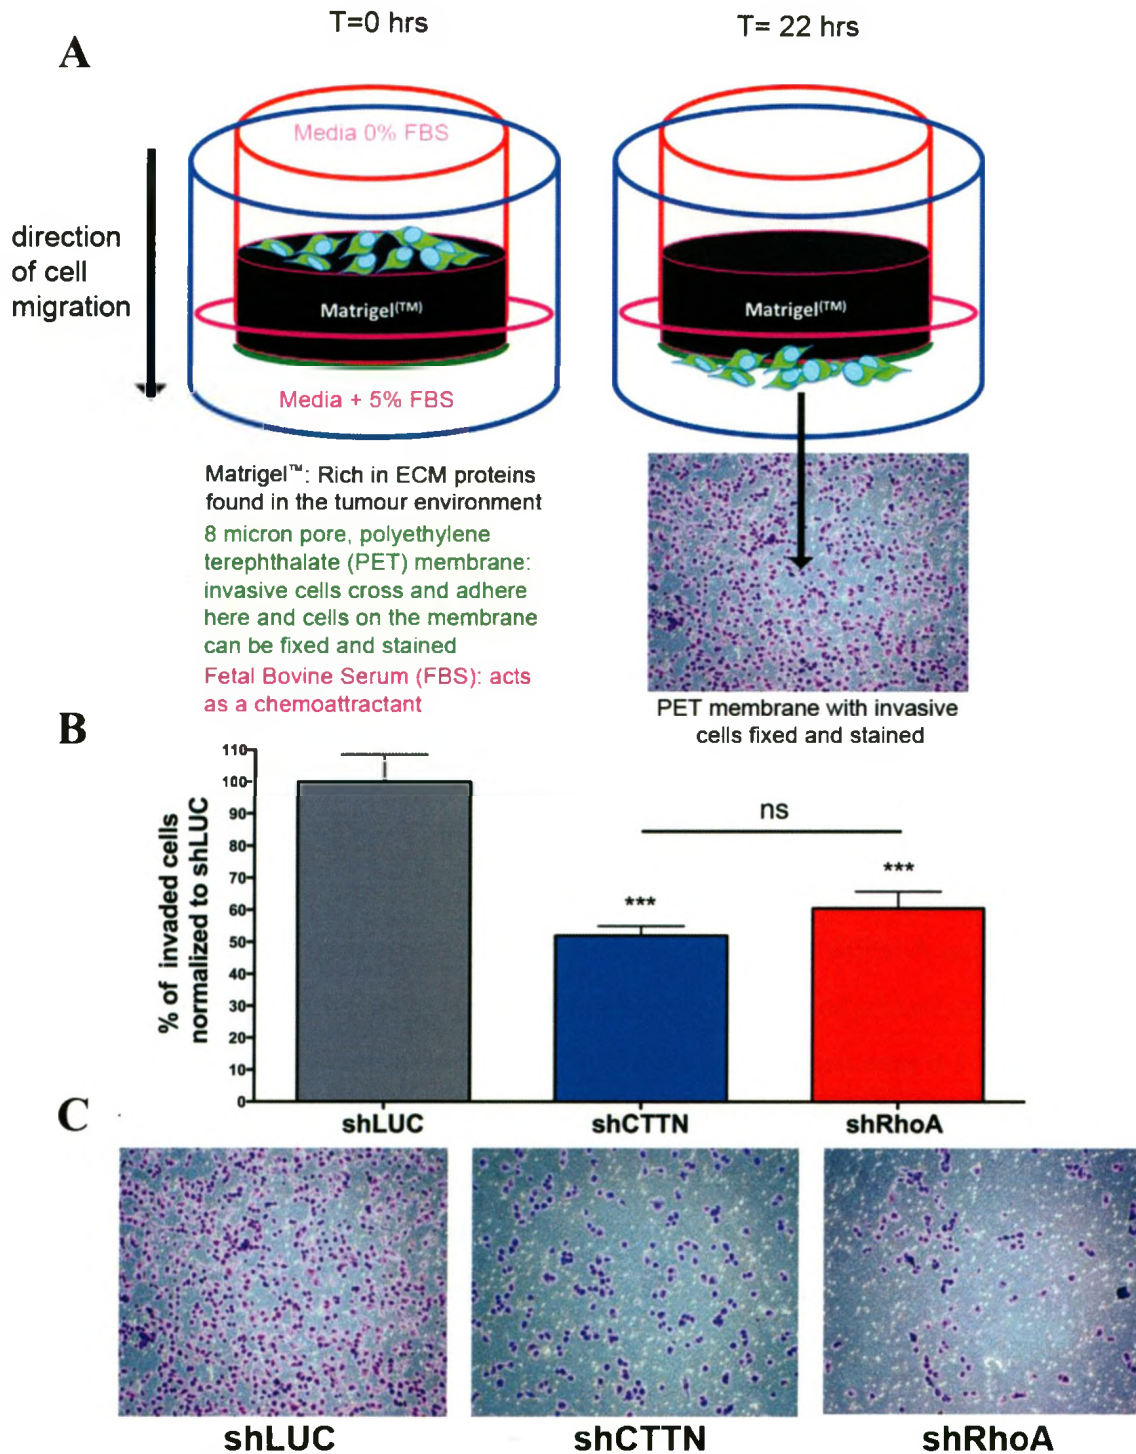 T=0 hrs
T= 22 hrs
A
Media 0% FBS
direction
of cell
migration
Matrigel(TM)
Matrigel(TM)
Media + 5% FBS
Matrigel™: Rich in ECM proteins
found in the tumour environment
8 micron pore, polyethylene
terephthalate (PET) membrane:
invasive cells cross and adhere
here and cells on the membrane
can be fixed and stained
Fetal Bovine Serum (FBS): acts
as a chemoattractant
PET membrane with invasive
cells fixed and stained
B
% of invaded cells
normalized to shLUC
110
100
90
80
70
60
50
40
30
20
10
0
ns
***
***
shLUC
shCTTN
shRhoA
C
shLUC
shCTTN
shRhoA